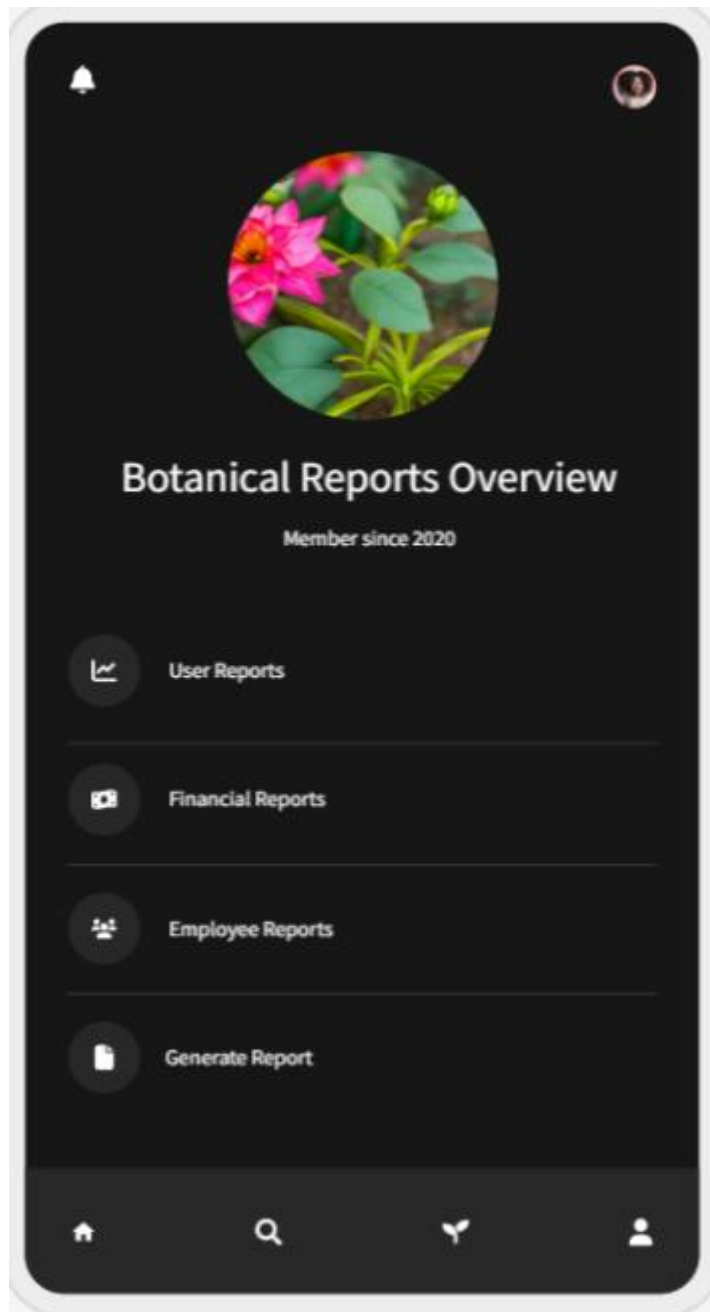 Botanical Reports Overview
Member since 2020
User Reports
Financial Reports
Employee Reports
Generate Report